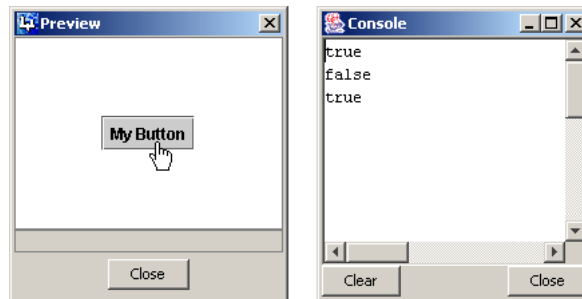 Preview
My Button
Close
Console
true
false
true
Clear
Close